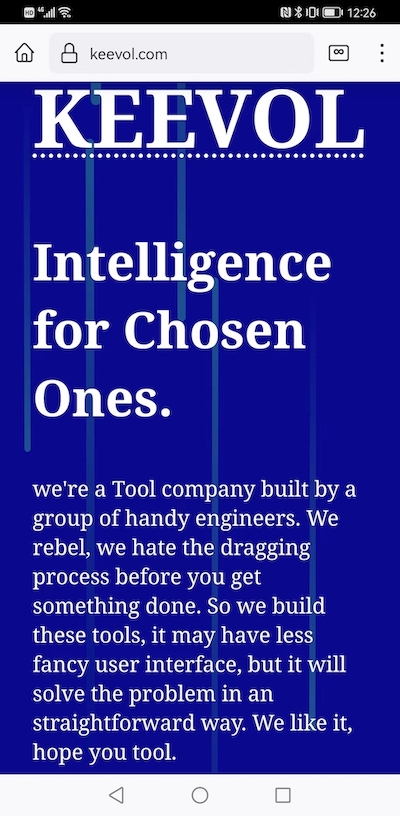 HD 4G 12:26
keevol.com
KEEVOL
Intelligence
for Chosen
Ones.
we're a Tool company built by a
group of handy engineers. We
rebel, we hate the dragging
process before you get
something done. So we build
these tools, it may have less
fancy user interface, but it will
solve the problem in an
straightforward way. We like it,
hope you tool.